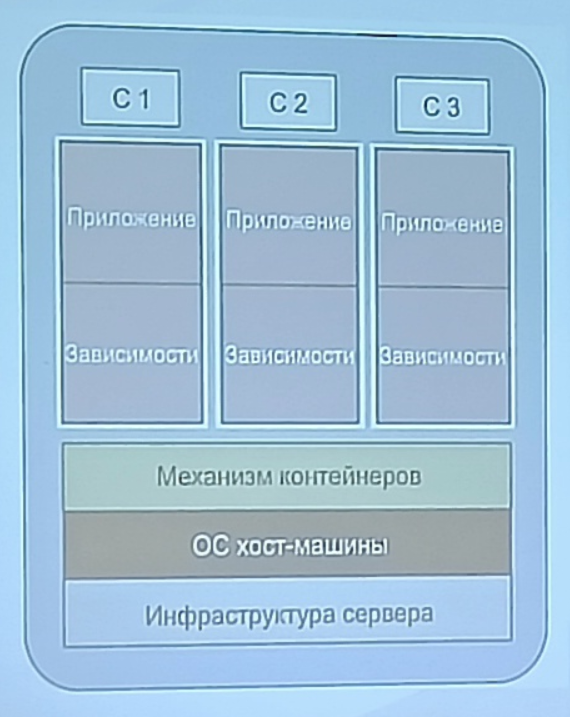 С 1
С 2
С 3
Приложение
Приложение
Приложение
Зависимости
Зависимости
Зависимости
Механизм контейнеров
ОС хост-машины
Инфраструктура сервера